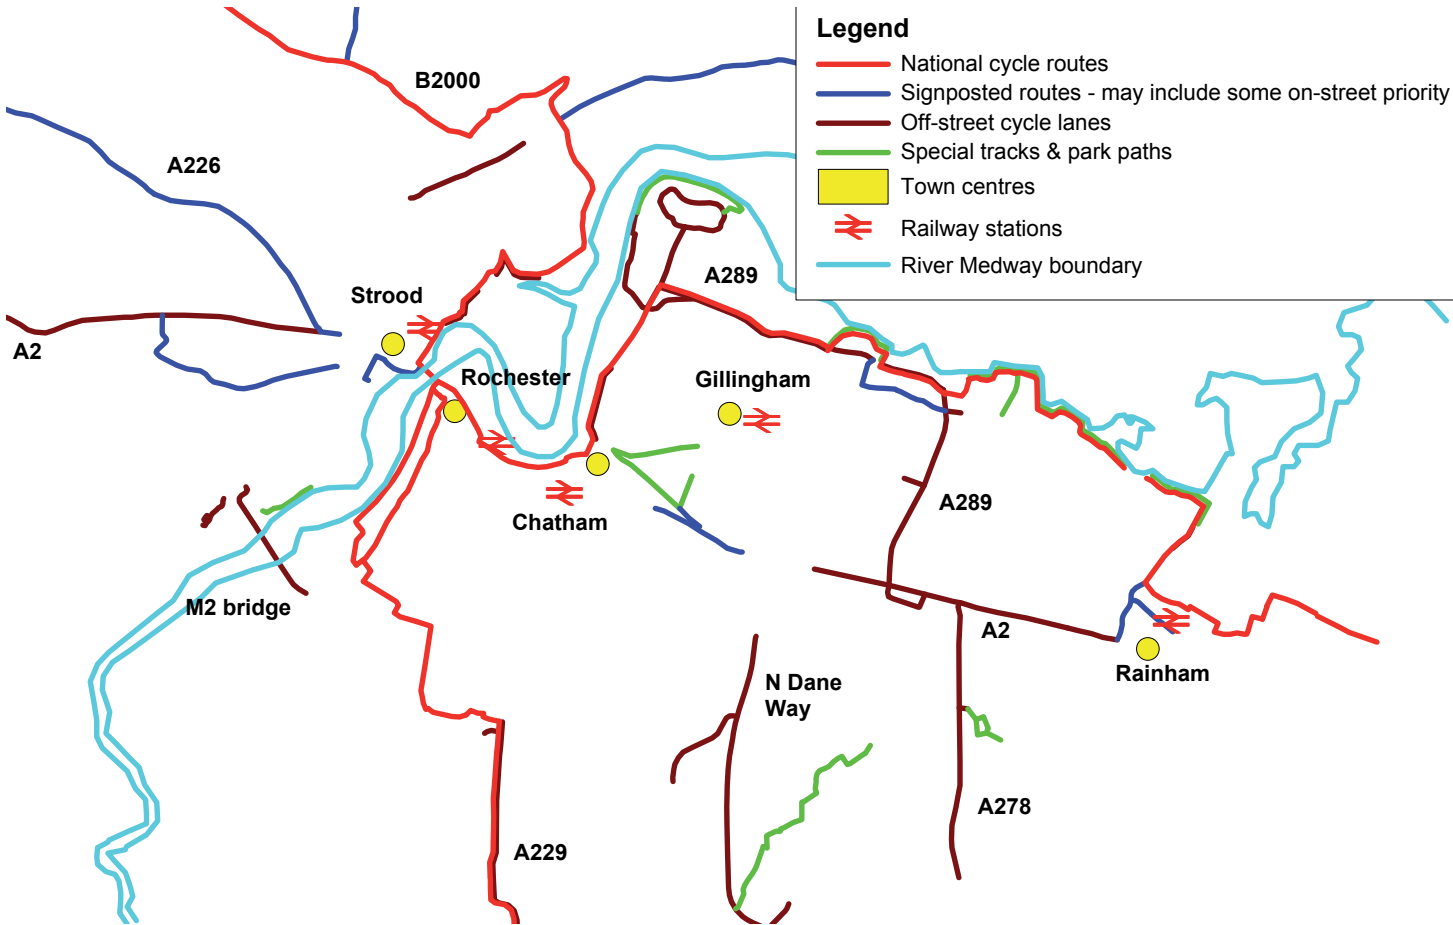 Legend
National cycle routes
Signposted routes - may include some on-street priority
Off-street cycle lanes
Special tracks & park paths
Town centres
Railway stations
River Medway boundary
B2000
A226
A289
Strood
A2
Rochester
Gillingham
A289
Chatham
M2 bridge
A2
Rainham
N Dane
Way
A278
A229